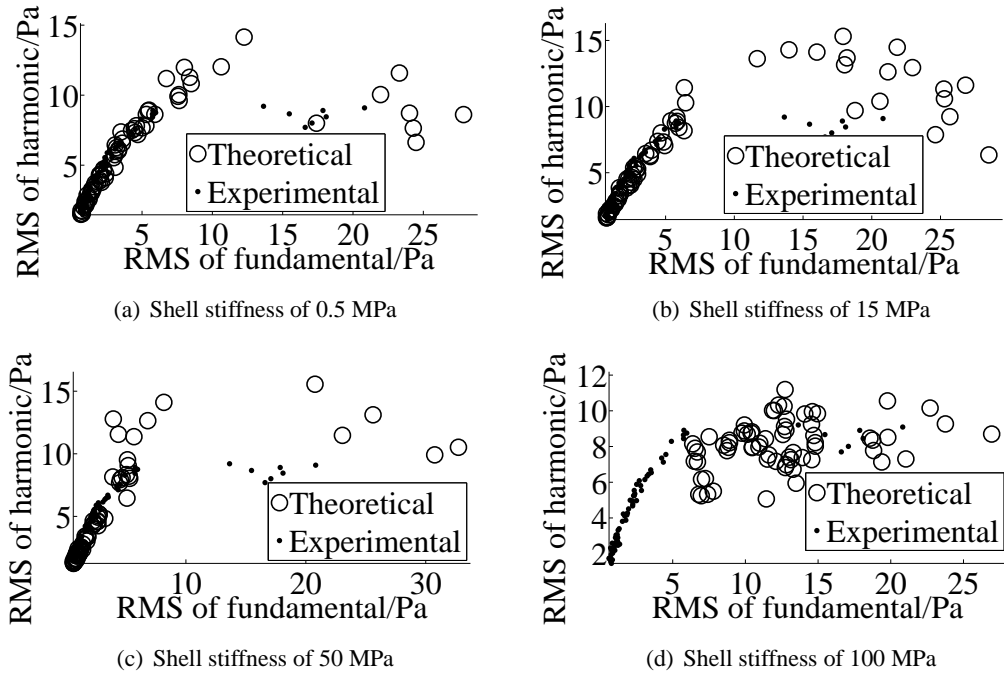 RMS of harmonic/Pa
15
10
5
Theoretical
Experimental
5 10 15 20 25
RMS of fundamental/Pa
(a) Shell stiffness of 0.5 MPa
RMS of harmonic/Pa
15
10
5
Theoretical
Experimental
5 10 15 20 25
RMS of fundamental/Pa
(b) Shell stiffness of 15 MPa
RMS of harmonic/Pa
15
10
5
Theoretical
Experimental
10 20 30
RMS of fundamental/Pa
(c) Shell stiffness of 50 MPa
RMS of harmonic/Pa
12
10
8
6
4
2
Theoretical
Experimental
5 10 15 20 25
RMS of fundamental/Pa
(d) Shell stiffness of 100 MPa